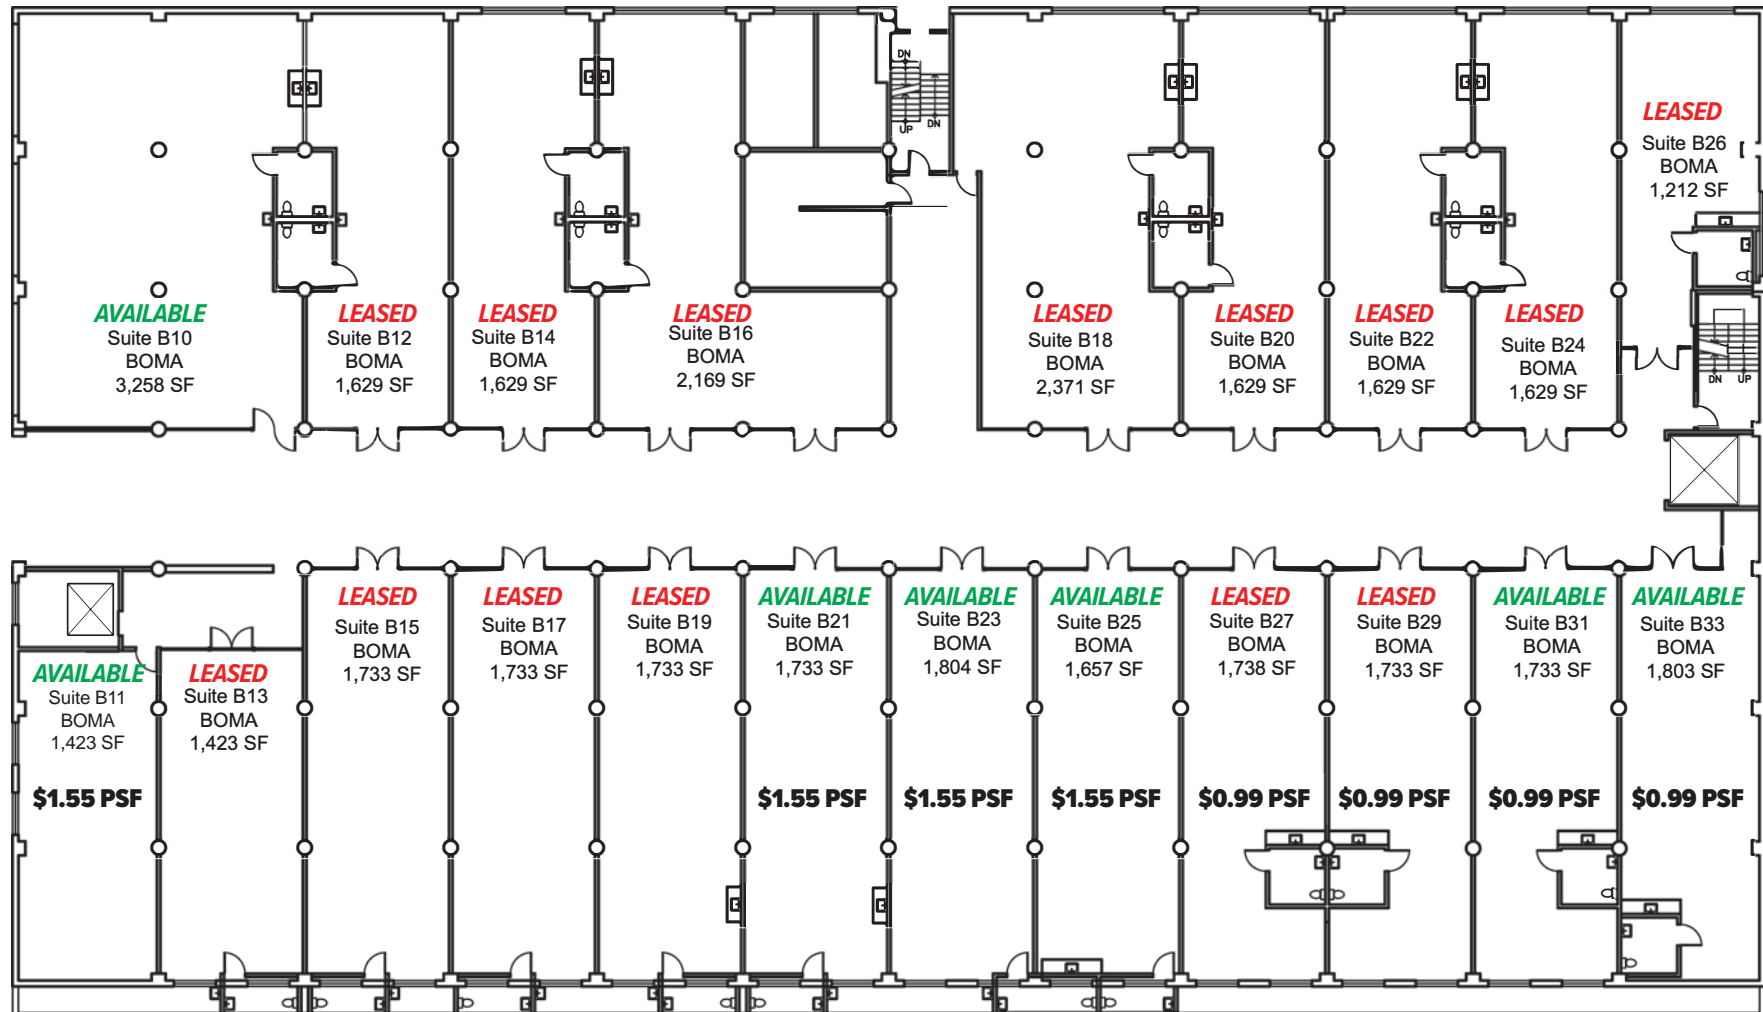 DN
UP
DN
LEASED
Suite B26
BOMA
1,212 SF
AVAILABLE
Suite B10
BOMA
3,258 SF
LEASED
Suite B12
BOMA
1,629 SF
LEASED
Suite B14
BOMA
1,629 SF
LEASED
Suite B16
BOMA
2,169 SF
LEASED
Suite B18
BOMA
2,371 SF
LEASED
Suite B20
BOMA
1,629 SF
LEASED
Suite B22
BOMA
1,629 SF
LEASED
Suite B24
BOMA
1,629 SF
DN
UP
AVAILABLE
Suite B11
BOMA
1,423 SF
$1.55 PSF
LEASED
Suite B13
BOMA
1,423 SF
LEASED
Suite B15
BOMA
1,733 SF
LEASED
Suite B17
BOMA
1,733 SF
LEASED
Suite B19
BOMA
1,733 SF
AVAILABLE
Suite B21
BOMA
1,733 SF
$1.55 PSF
AVAILABLE
Suite B23
BOMA
1,804 SF
$1.55 PSF
AVAILABLE
Suite B25
BOMA
1,657 SF
$1.55 PSF
LEASED
Suite B27
BOMA
1,738 SF
$0.99 PSF
LEASED
Suite B29
BOMA
1,733 SF
$0.99 PSF
AVAILABLE
Suite B31
BOMA
1,733 SF
$0.99 PSF
AVAILABLE
Suite B33
BOMA
1,803 SF
$0.99 PSF